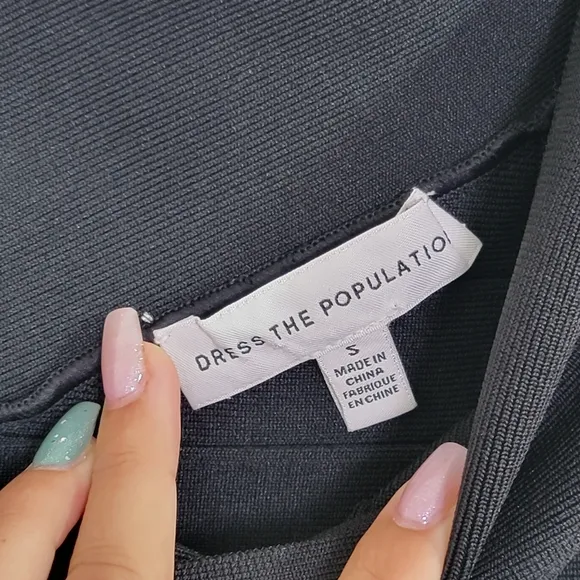 DRESS THE POPULATIO
S
MADE IN
CHINA
FABRIQUE
EN CHINE